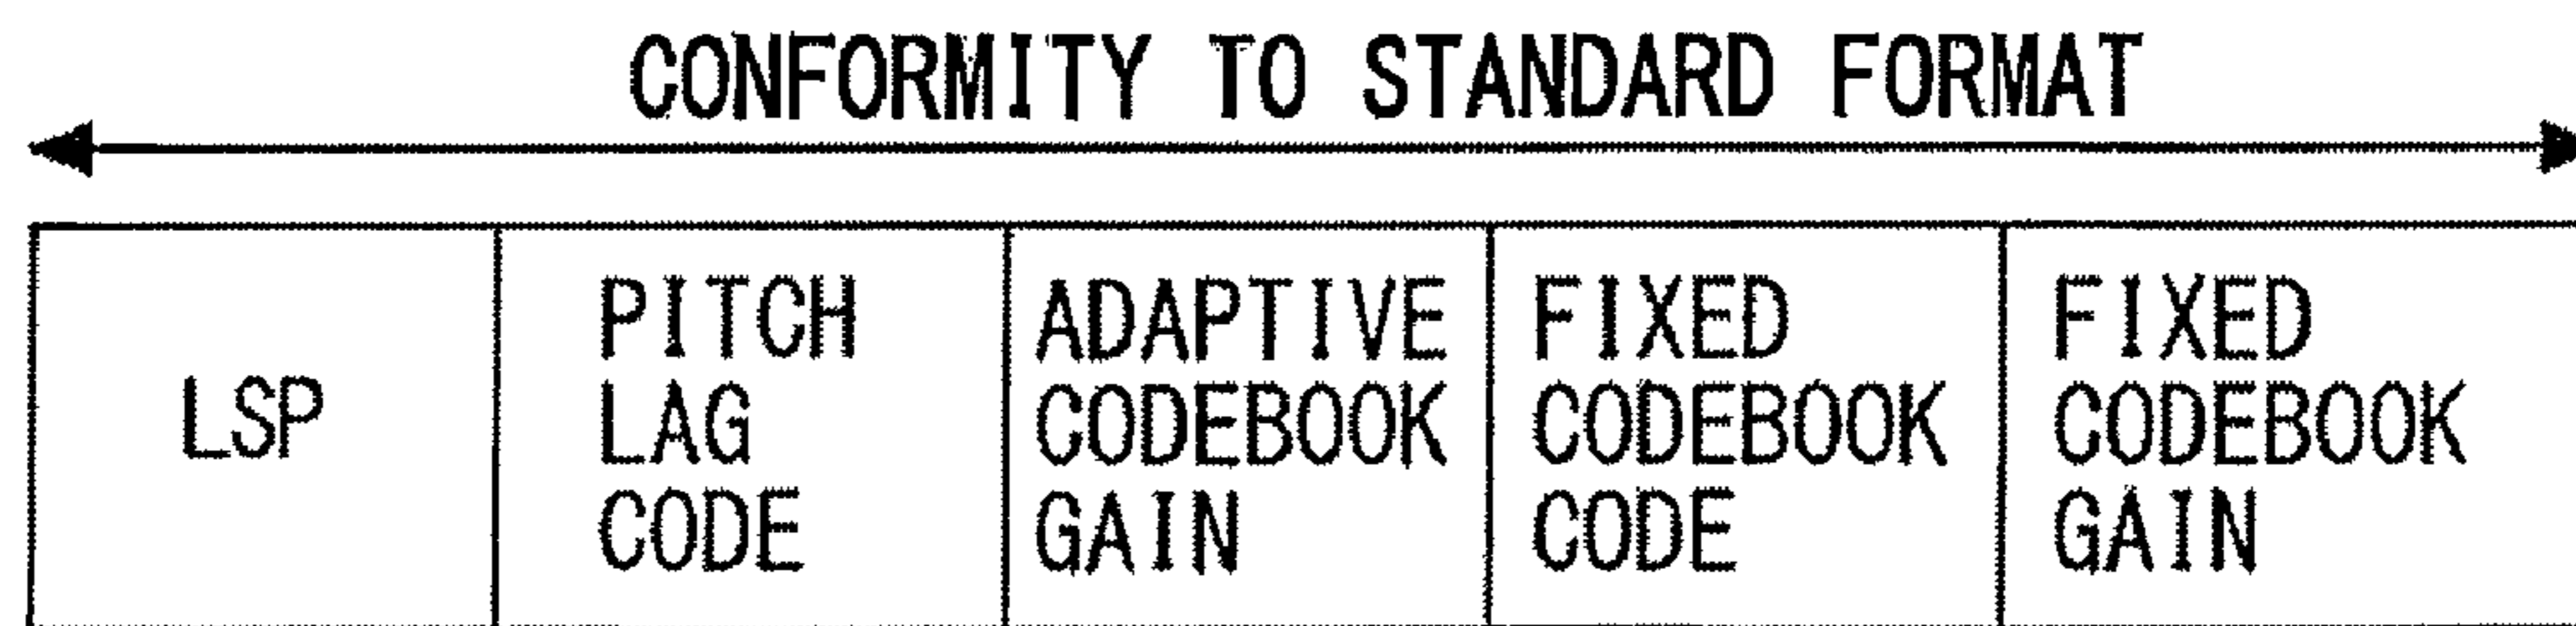 CONFORMITY TO STANDARD FORMAT
LSP
PITCH
LAG
CODE
ADAPTIVE
CODEBOOK
GAIN
FIXED
CODEBOOK
CODE
FIXED
CODEBOOK
GAIN